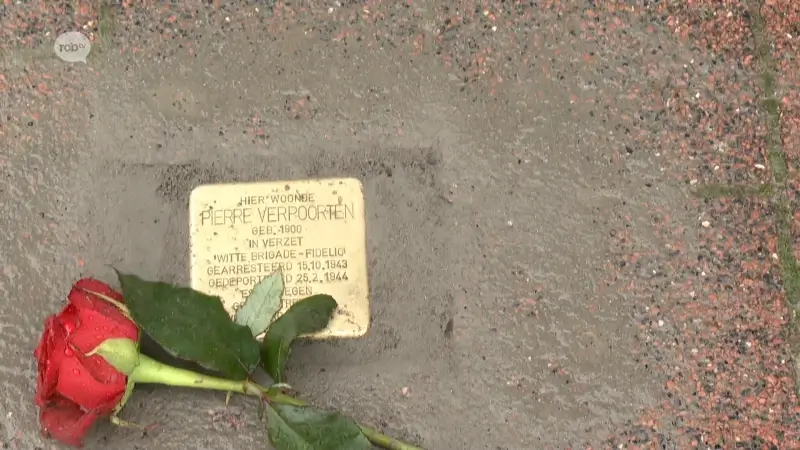 robtv
HIER WOONDE
PIERRE VERPOORTEN
GEB. 1900
IN VERZET
'WITTE BRIGADE-FIDELIO'
GEARRESTEERD 15.10.1943
GEDEPORTEERD 25.2.1944